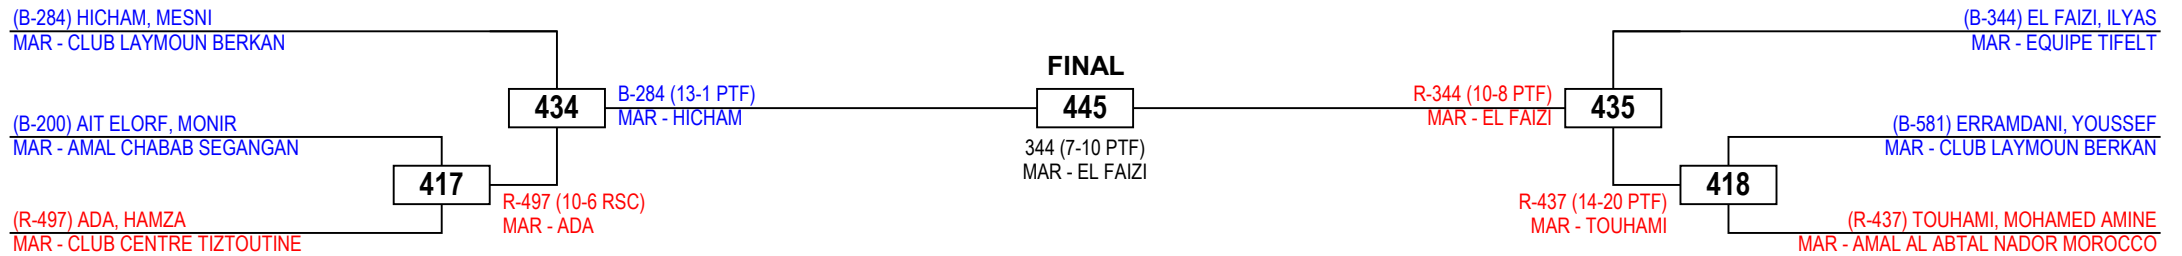 (B-284) HICHAM, MESNI
MAR - CLUB LAYMOUN BERKAN
(B-200) AIT ELORF, MONIR
MAR - AMAL CHABAB SEGANGAN
(R-497) ADA, HAMZA
MAR - CLUB CENTRE TIZTOUTINE
417
R-497 (10-6 RSC)
MAR - ADA
434
B-284 (13-1 PTF)
MAR - HICHAM
FINAL
445
344 (7-10 PTF)
MAR - EL FAIZI
R-344 (10-8 PTF)
MAR - EL FAIZI
435
R-437 (14-20 PTF)
MAR - TOUHAMI
418
(B-344) EL FAIZI, ILYAS
MAR - EQUIPE TIFELT
(B-581) ERRAMDANI, YOUSSEF
MAR - CLUB LAYMOUN BERKAN
(R-437) TOUHAMI, MOHAMED AMINE
MAR - AMAL AL ABTAL NADOR MOROCCO